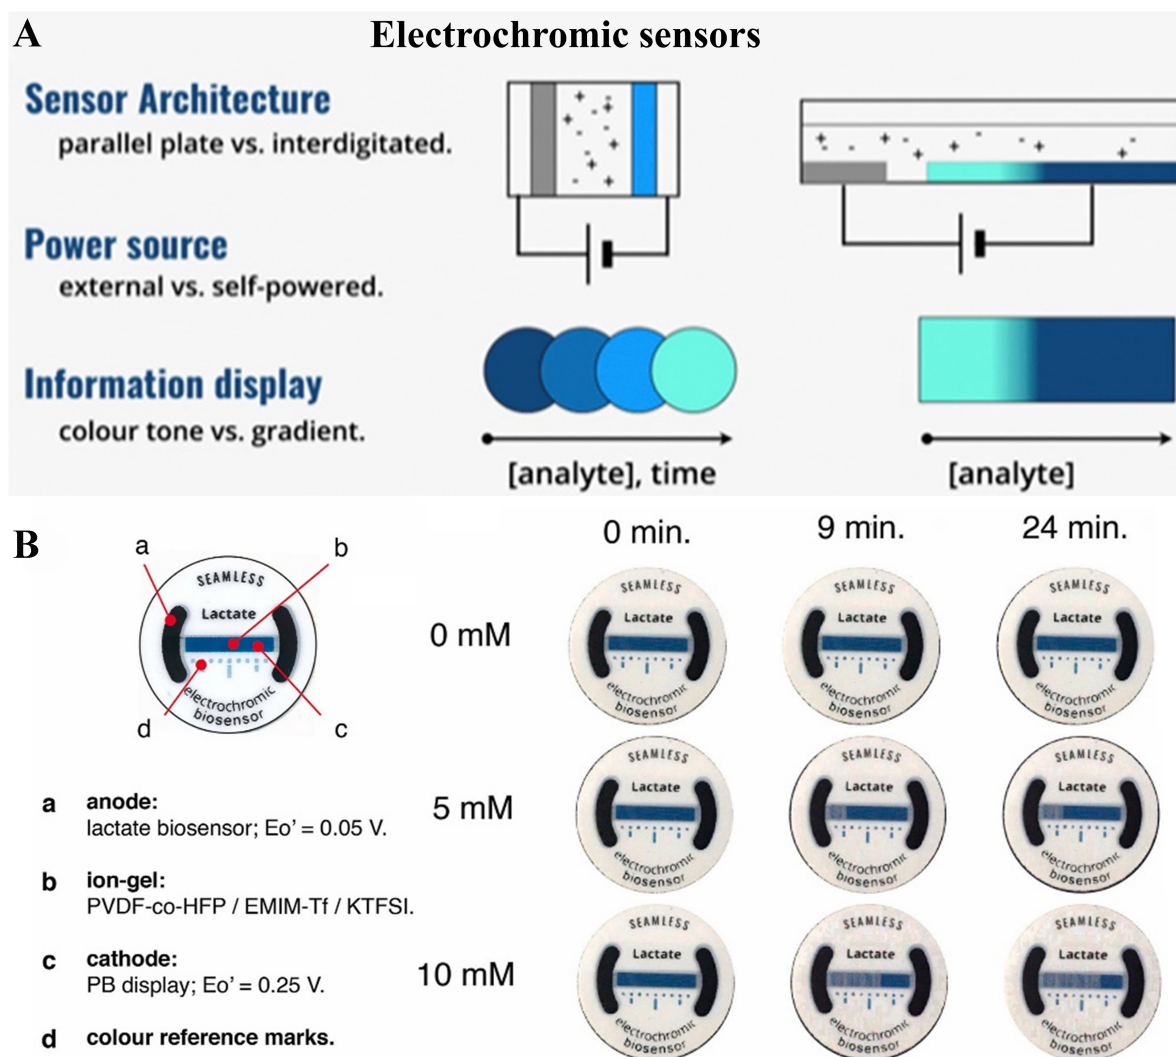 A
Electrochromic sensors
Sensor Architecture
parallel plate vs. interdigitated.
Power source
external vs. self-powered.
Information display
colour tone vs. gradient.
[analyte], time
[analyte]
B
0 min.
9 min.
24 min.
a
b
SEAMLESS
Lactate
electrochromic
biosensor
d
c
0 mM
SEAMLESS
Lactate
electrochromic
biosensor
SEAMLESS
Lactate
electrochromic
biosensor
SEAMLESS
Lactate
electrochromic
biosensor
5 mM
SEAMLESS
Lactate
electrochromic
biosensor
SEAMLESS
Lactate
electrochromic
biosensor
SEAMLESS
Lactate
electrochromic
biosensor
10 mM
SEAMLESS
Lactate
electrochromic
biosensor
SEAMLESS
Lactate
electrochromic
biosensor
SEAMLESS
Lactate
electrochromic
biosensor
a anode:
lactate biosensor; Eo' = 0.05 V.
b ion-gel:
PVDF-co-HFP / EMIM-Tf / KTFSI.
c cathode:
PB display; Eo' = 0.25 V.
d colour reference marks.